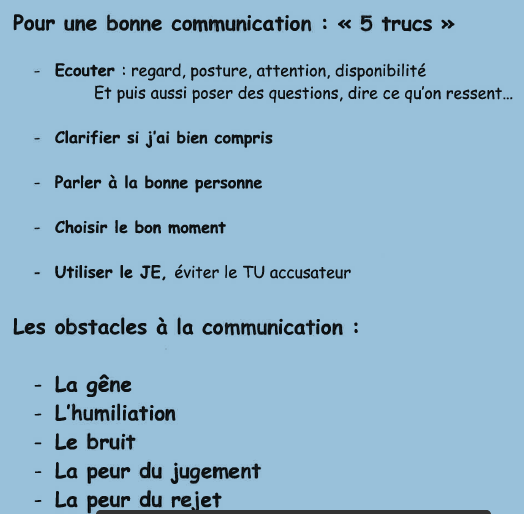 Pour une bonne communication : « 5 trucs »
- Ecouter : regard, posture, attention, disponibilité
Et puis aussi poser des questions, dire ce qu'on ressent...
- Clarifier si j'ai bien compris
- Parler à la bonne personne
- Choisir le bon moment
- Utiliser le JE, éviter le TU accusateur
Les obstacles à la communication :
- La gêne
- L'humiliation
- Le bruit
- La peur du jugement
- La peur du rejet